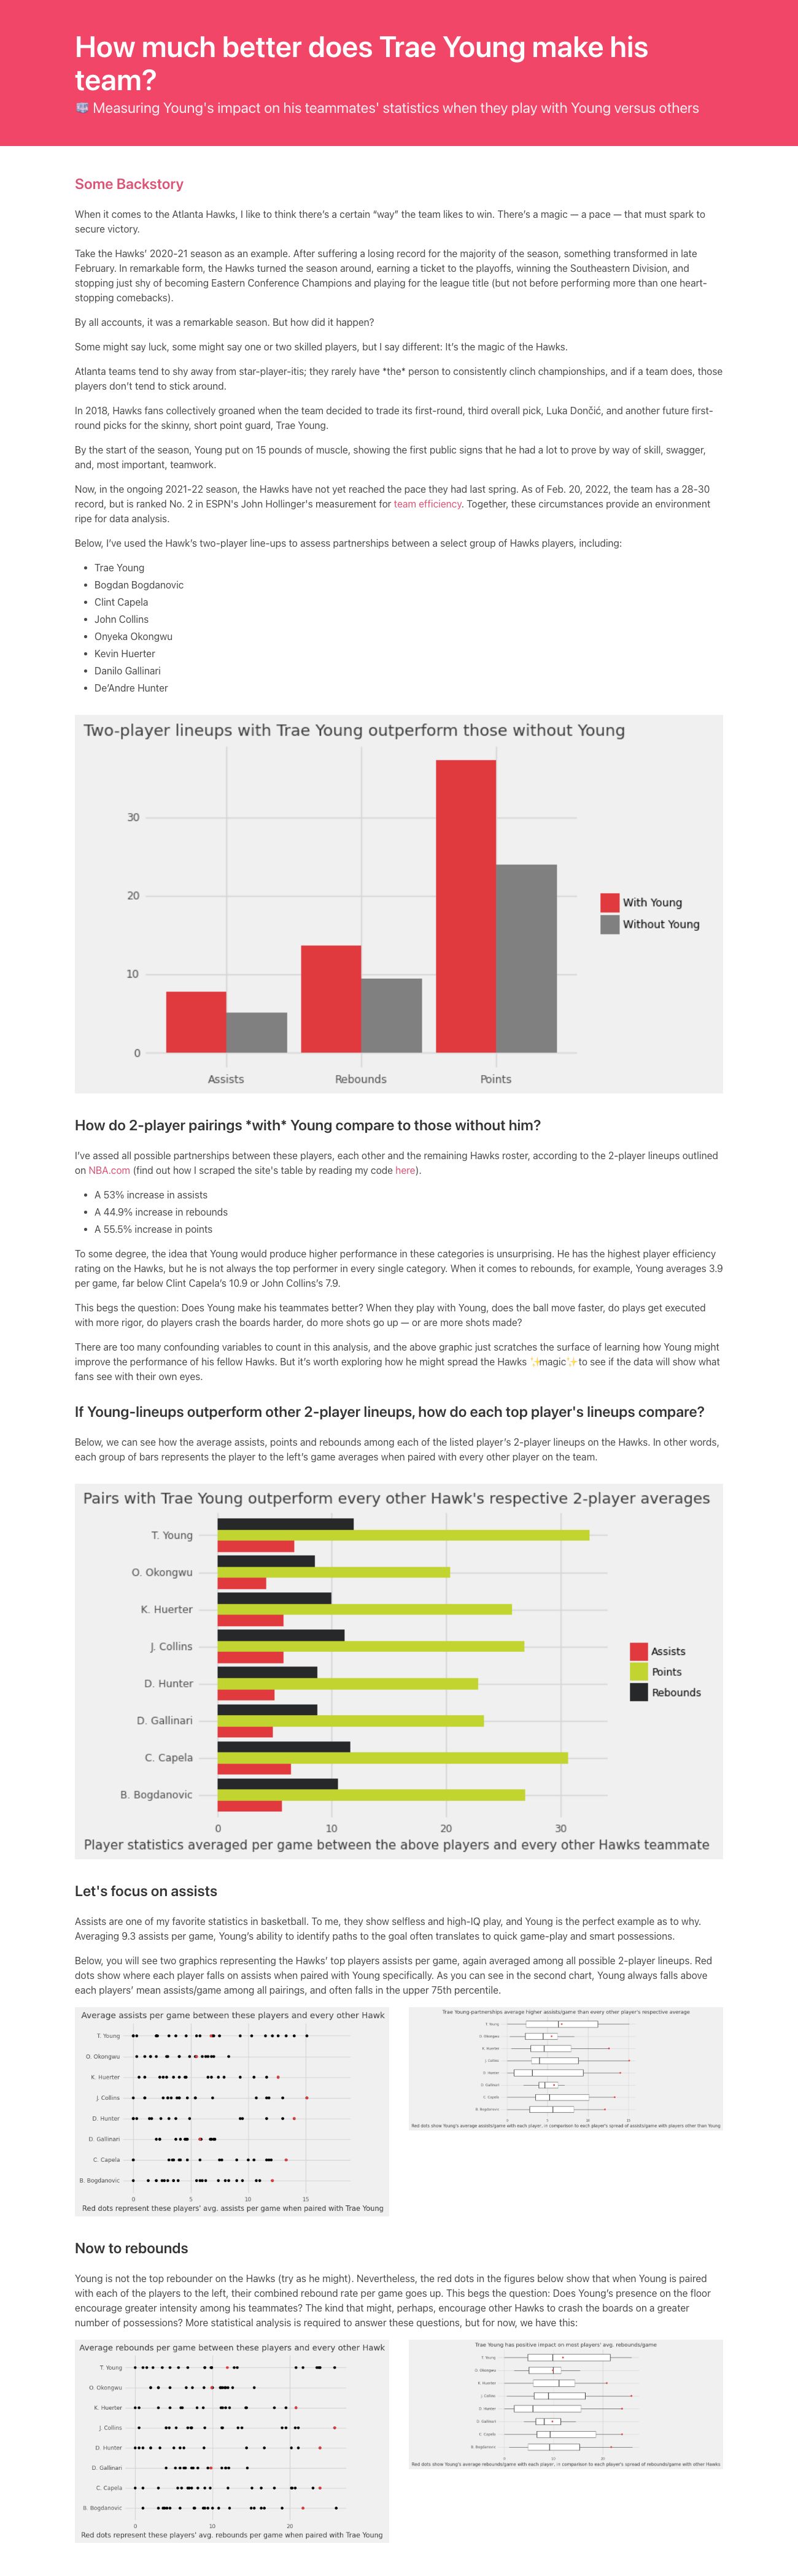 How much better does Trae Young make his
team?
Measuring Young's impact on his teammates' statistics when they play with Young versus others
Some Backstory
When it comes to the Atlanta Hawks, I like to think there's a certain “way” the team likes to win. There's a magic — a pace — that must spark to
secure victory.
Take the Hawks' 2020-21 season as an example. After suffering a losing record for the majority of the season, something transformed in late
February. In remarkable form, the Hawks turned the season around, earning a ticket to the playoffs, winning the Southeastern Division, and
stopping just shy of becoming Eastern Conference Champions and playing for the league title (but not before performing more than one heart-
stopping comebacks).
By all accounts, it was a remarkable season. But how did it happen?
Some might say luck, some might say one or two skilled players, but I say different: It's the magic of the Hawks.
Atlanta teams tend to shy away from star-player-itis; they rarely have *the* person to consistently clinch championships, and if a team does, those
players don't tend to stick around.
In 2018, Hawks fans collectively groaned when the team decided to trade its first-round, third overall pick, Luka Dončić, and another future first-
round picks for the skinny, short point guard, Trae Young.
By the start of the season, Young put on 15 pounds of muscle, showing the first public signs that he had a lot to prove by way of skill, swagger,
and, most important, teamwork.
Now, in the ongoing 2021-22 season, the Hawks have not yet reached the pace they had last spring. As of Feb. 20, 2022, the team has a 28-30
record, but is ranked No. 2 in ESPN's John Hollinger's measurement for team efficiency. Together, these circumstances provide an environment
ripe for data analysis.
Below, I've used the Hawk's two-player line-ups to assess partnerships between a select group of Hawks players, including:
• Trae Young
• Bogdan Bogdanovic
• Clint Capela
• John Collins
• Onyeka Okongwu
• Kevin Huerter
• Danilo Gallinari
• De'Andre Hunter
Two-player lineups with Trae Young outperform those without Young
30
20
10
0
With Young
Without Young
Assists
Rebounds
Points
How do 2-player pairings *with* Young compare to those without him?
I've assed all possible partnerships between these players, each other and the remaining Hawks roster, according to the 2-player lineups outlined
on NBA.com (find out how I scraped the site's table by reading my code here).
• A 53% increase in assists
• A 44.9% increase in rebounds
• A 55.5% increase in points
To some degree, the idea that Young would produce higher performance in these categories is unsurprising. He has the highest player efficiency
rating on the Hawks, but he is not always the top performer in every single category. When it comes to rebounds, for example, Young averages 3.9
per game, far below Clint Capela's 10.9 or John Collins's 7.9.
This begs the question: Does Young make his teammates better? When they play with Young, does the ball move faster, do plays get executed
with more rigor, do players crash the boards harder, do more shots go up — or are more shots made?
There are too many confounding variables to count in this analysis, and the above graphic just scratches the surface of learning how Young might
improve the performance of his fellow Hawks. But it's worth exploring how he might spread the Hawks ✨magic✨to see if the data will show what
fans see with their own eyes.
If Young-lineups outperform other 2-player lineups, how do each top player's lineups compare?
Below, we can see how the average assists, points and rebounds among each of the listed player's 2-player lineups on the Hawks. In other words,
each group of bars represents the player to the left's game averages when paired with every other player on the team.
Pairs with Trae Young outperform every other Hawk's respective 2-player averages
T. Young
O. Okongwu
K. Huerter
J. Collins
D. Hunter
D. Gallinari
C. Capela
B. Bogdanovic
Assists
Points
Rebounds
0
10
20
30
Player statistics averaged per game between the above players and every other Hawks teammate
Let's focus on assists
Assists are one of my favorite statistics in basketball. To me, they show selfless and high-IQ play, and Young is the perfect example as to why.
Averaging 9.3 assists per game, Young's ability to identify paths to the goal often translates to quick game-play and smart possessions.
Below, you will see two graphics representing the Hawks' top players assists per game, again averaged among all possible 2-player lineups. Red
dots show where each player falls on assists when paired with Young specifically. As you can see in the second chart, Young always falls above
each players' mean assists/game among all pairings, and often falls in the upper 75th percentile.
Average assists per game between these players and every other Hawk
T. Young
O. Okongwu
K. Huerter
J. Collins
D. Hunter
D. Gallinari
C. Capela
B. Bogdanovic
0
5
10
15
Red dots represent these players' avg. assists per game when paired with Trae Young
Trae Young-partnerships average higher assists/game than every other player's respective average
T. Young
O. Okongwu
K. Huerter
J. Collins
D. Hunter
D. Gallinari
C. Capela
B. Bogdanovic
0
5
10
15
Red dots show Young's average assists/game with each player, in comparison to each player's spread of assists/game with players other than Young
Now to rebounds
Young is not the top rebounder on the Hawks (try as he might). Nevertheless, the red dots in the figures below show that when Young is paired
with each of the players to the left, their combined rebound rate per game goes up. This begs the question: Does Young's presence on the floor
encourage greater intensity among his teammates? The kind that might, perhaps, encourage other Hawks to crash the boards on a greater
number of possessions? More statistical analysis is required to answer these questions, but for now, we have this:
Average rebounds per game between these players and every other Hawk
T. Young
O. Okongwu
K. Huerter
J. Collins
D. Hunter
D. Gallinari
C. Capela
B. Bogdanovic
0
10
20
Red dots represent these players' avg. rebounds per game when paired with Trae Young
Trae Young has positive impact on most players' avg. rebounds/game
T. Young
O. Okongwu
K. Huerter
J. Collins
D. Hunter
D. Gallinari
C. Capela
B. Bogdanovic
0
10
20
Red dots show Young's average rebounds/game with each player, in comparison to each player's spread of rebounds/game with other Hawks